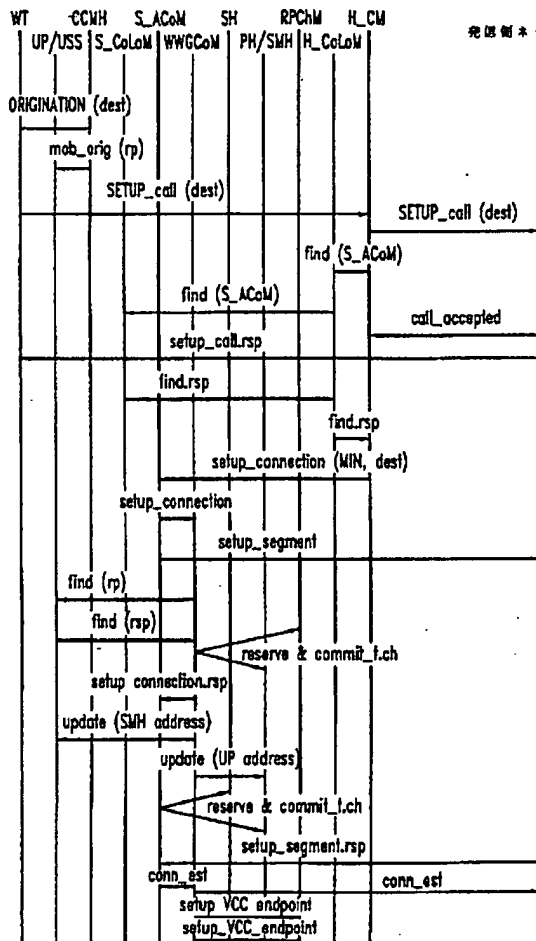 WT CCMH S_ACoM SH RPChM H_CM
UP/USS S_CoLoM WWGCoM PH/SMH H_CoLoM
ORIGINATION (dest)
mob_orig (rp)
SETUP_call (dest)
SETUP_call (dest)
find (S_ACoM)
find (S_ACoM)
call_accepted
setup_call.rsp
find.rsp
find.rsp
setup_connection (MIN, dest)
setup_connection
setup_segment
find (rp)
find (rsp)
reserve & commit_t.ch
setup connection.rsp
update (SMH address)
update (UP address)
reserve & commit_t.ch
setup_segment.rsp
conn_est
conn_est
setup VCC endpoint
setup_VCC_endpoint